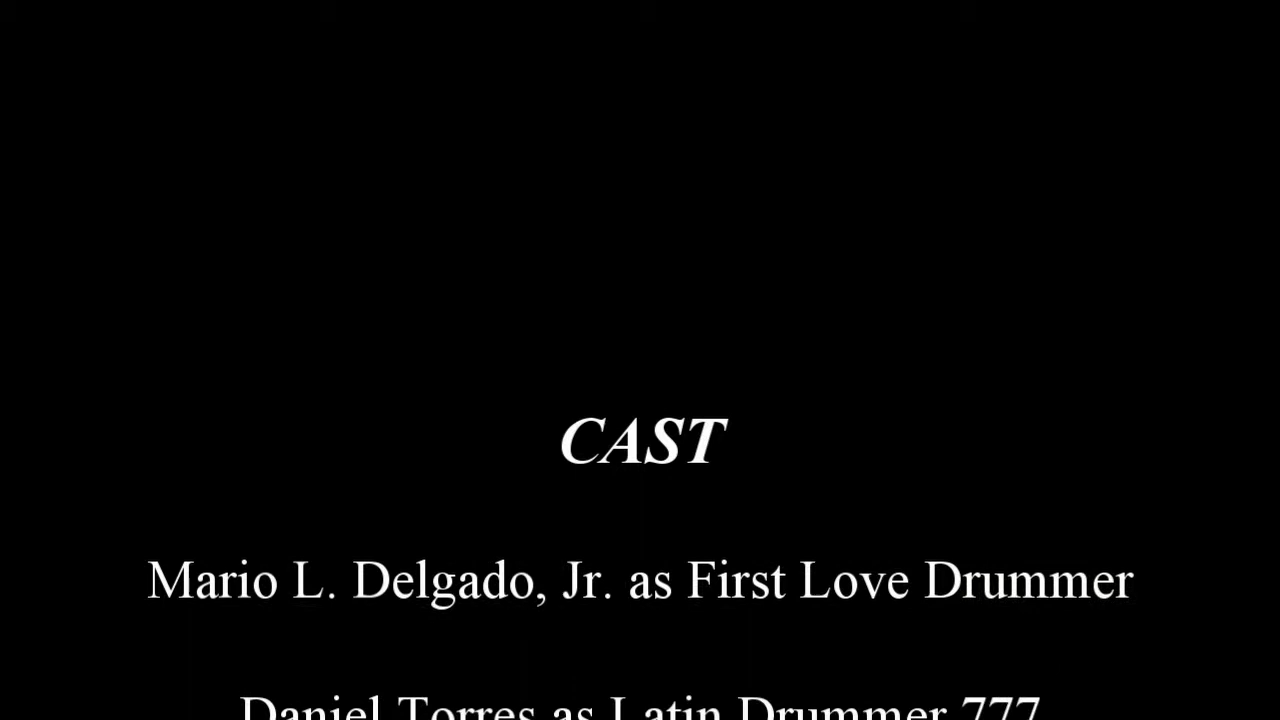 CAST
Mario L. Delgado, Jr. as First Love Drummer
Daniel Torres as Latin Drummer 777